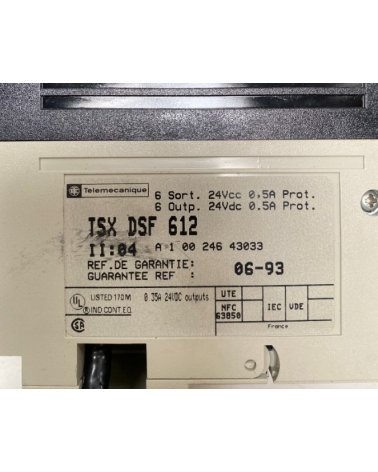 Telemecanique
6 Sort. 24Vcc 0,5A Prot.
6 Outp. 24Vdc 0.5A Prot.
TSX DSF 612
II:04 A 1 00 246 43033
REF.DE GARANTIE:
GUARANTEE REF : 06-93
UL LISTED 170M 0.35A 24VDC outputs
® IND.CONT.EQ.
UTE
NFC 63850 IEC VDE
France
SA